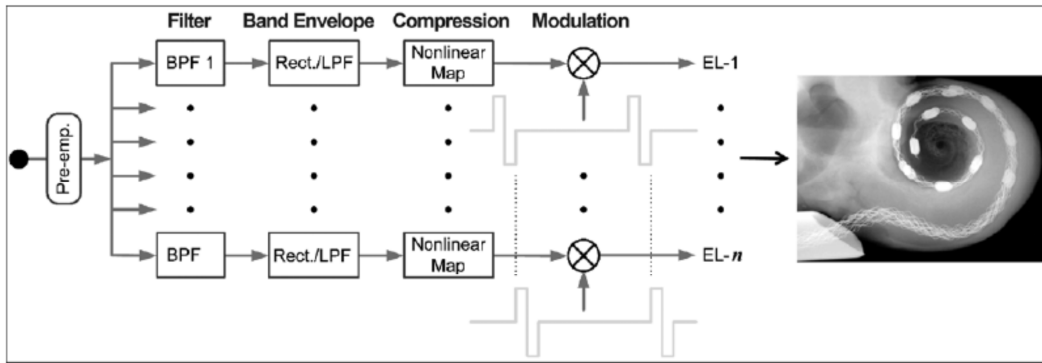 Filter Band Envelope Compression Modulation
BPF 1 Rect./LPF Nonlinear Map EL-1
Pre-emp.
BPF Rect./LPF Nonlinear Map EL-n